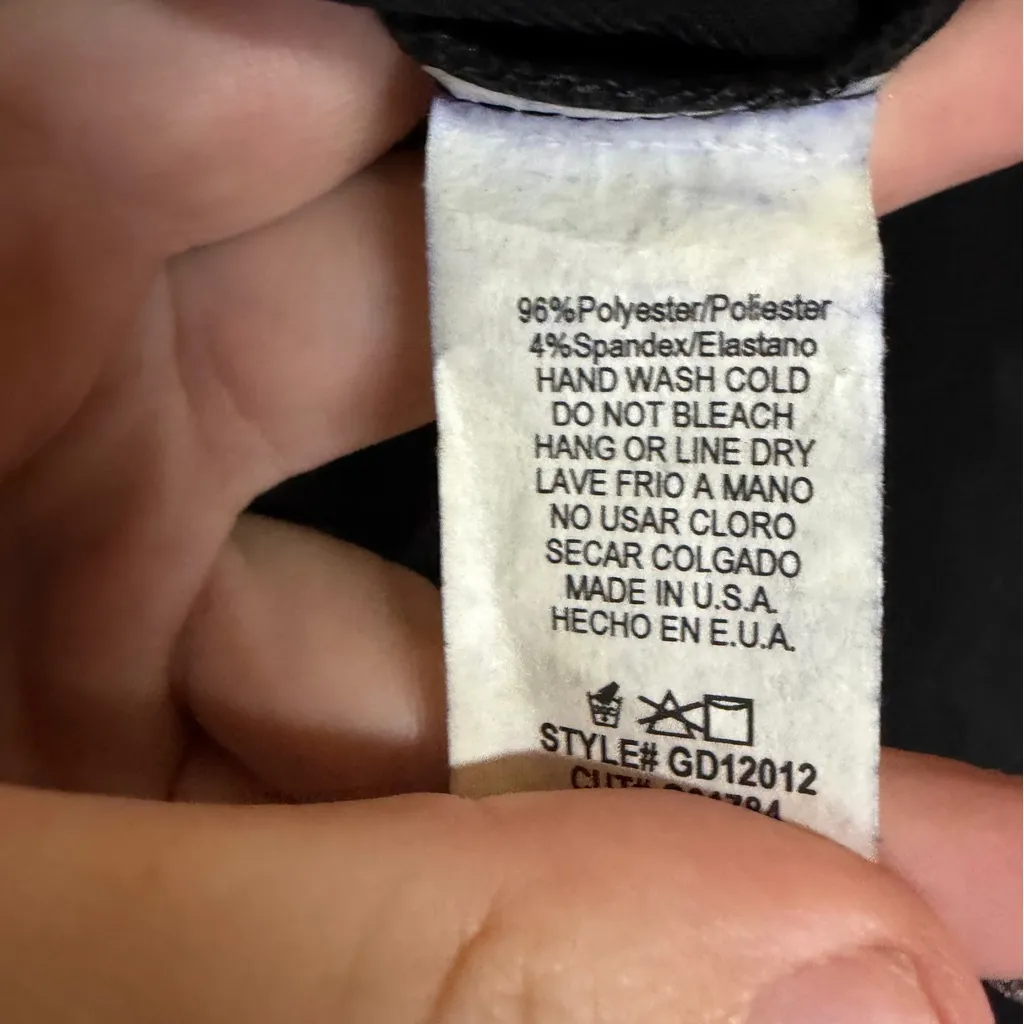 96%Polyester/Poliester
4%Spandex/Elastano
HAND WASH COLD
DO NOT BLEACH
HANG OR LINE DRY
LAVE FRIO A MANO
NO USAR CLORO
SECAR COLGADO
MADE IN U.S.A.
HECHO EN E.U.A.
STYLE# GD12012
CUT#